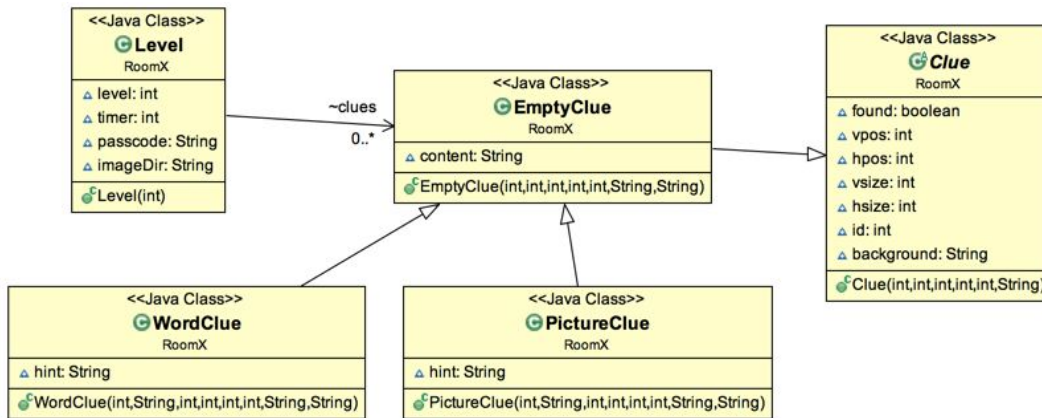 <<Java Class>>
Level
RoomX
level: int
timer: int
passcode: String
imageDir: String
Level(int)
~clues
0..*
<<Java Class>>
EmptyClue
RoomX
content: String
EmptyClue(int,int,int,int,int,String,String)
<<Java Class>>
Clue
RoomX
found: boolean
vpos: int
hpos: int
vsize: int
hsize: int
id: int
background: String
Clue(int,int,int,int,int,String)
<<Java Class>>
WordClue
RoomX
hint: String
WordClue(int,String,int,int,int,int,String,String)
<<Java Class>>
PictureClue
RoomX
hint: String
PictureClue(int,String,int,int,int,int,String,String)